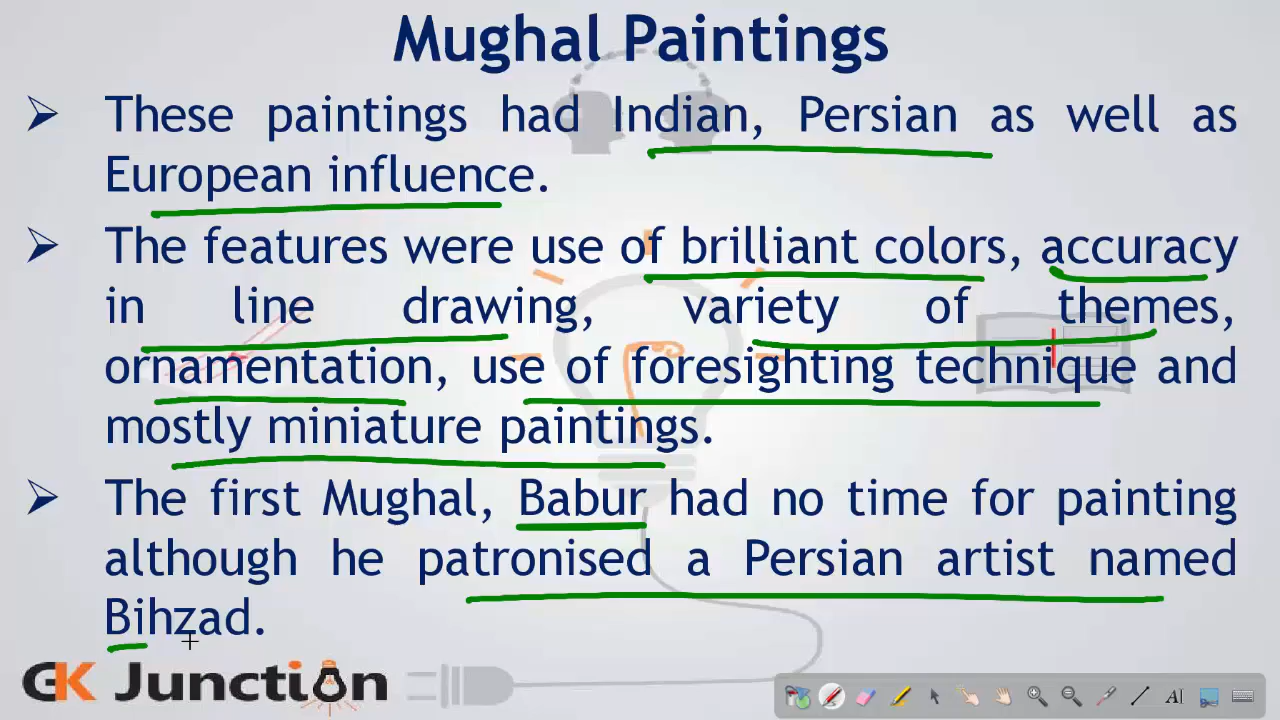 Mughal Paintings
➢ These paintings had Indian, Persian as well as
European influence.
➢ The features were use of brilliant colors, accuracy
in line drawing, variety of themes,
ornamentation, use of foresighting technique and
mostly miniature paintings.
➢ The first Mughal, Babur had no time for painting
although he patronised a Persian artist named
Bihzad.
GK Junction
A